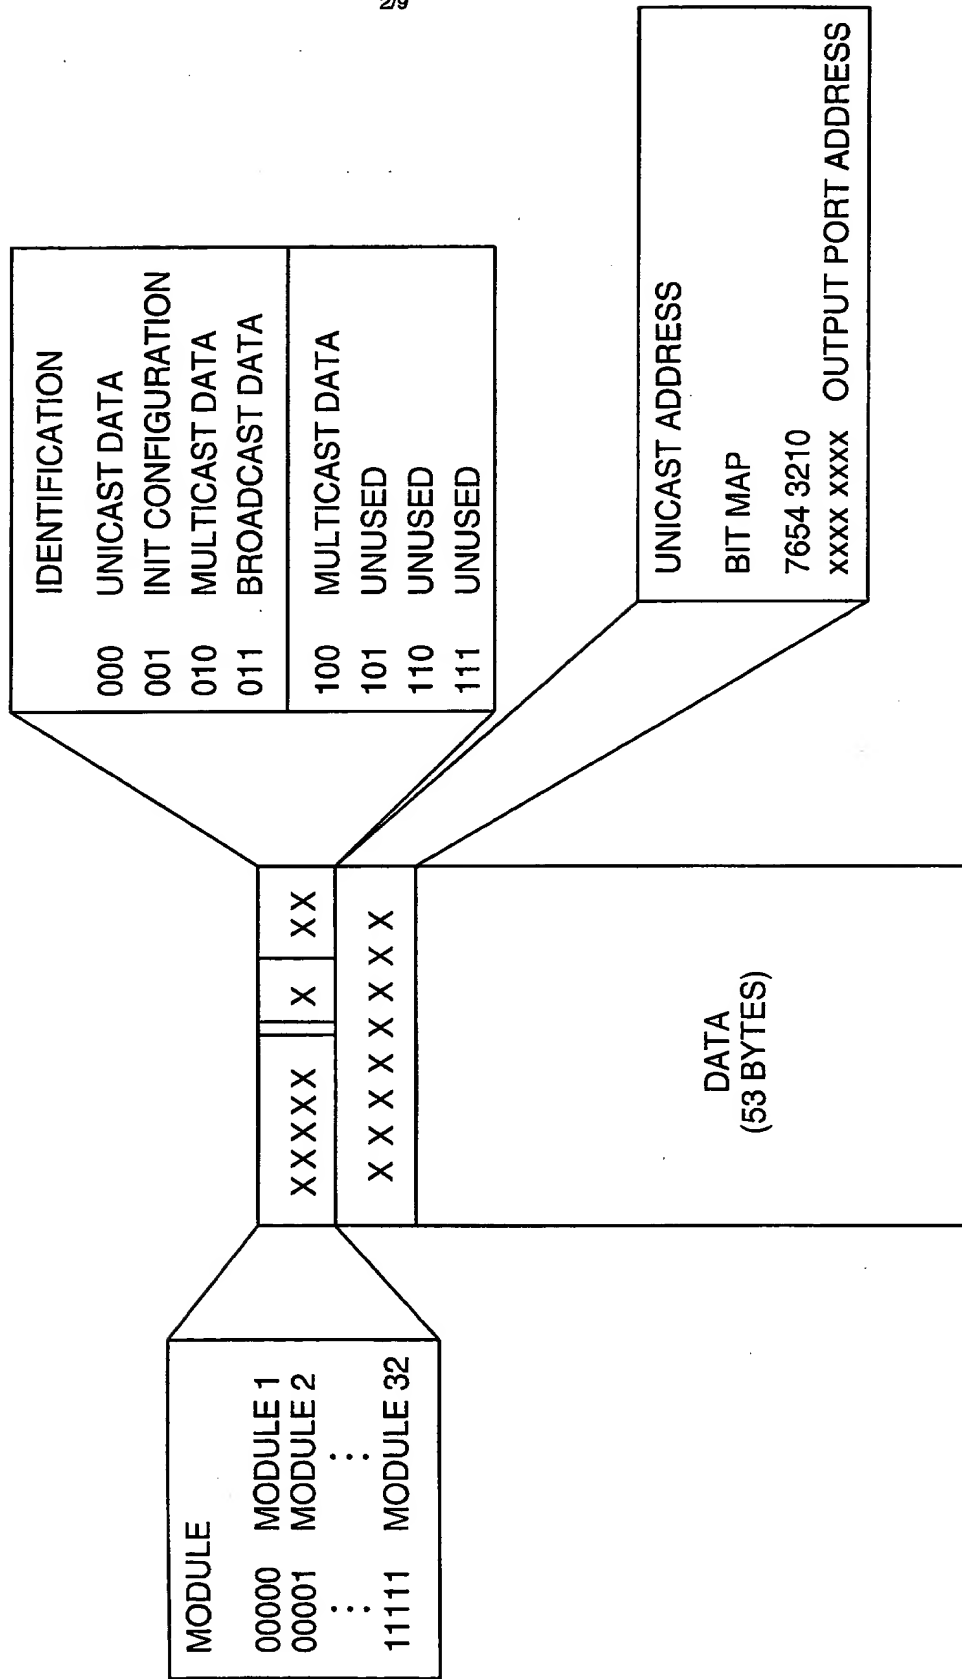 2/9
MODULE
00000 MODULE 1
00001 MODULE 2
: :
11111 MODULE 32
XXXXX X XX
X X X X X X X X
DATA
(53 BYTES)
IDENTIFICATION
000 UNICAST DATA
001 INIT CONFIGURATION
010 MULTICAST DATA
011 BROADCAST DATA
100 MULTICAST DATA
101 UNUSED
110 UNUSED
111 UNUSED
UNICAST ADDRESS
BIT MAP
7654 3210
XXXX XXXX OUTPUT PORT ADDRESS